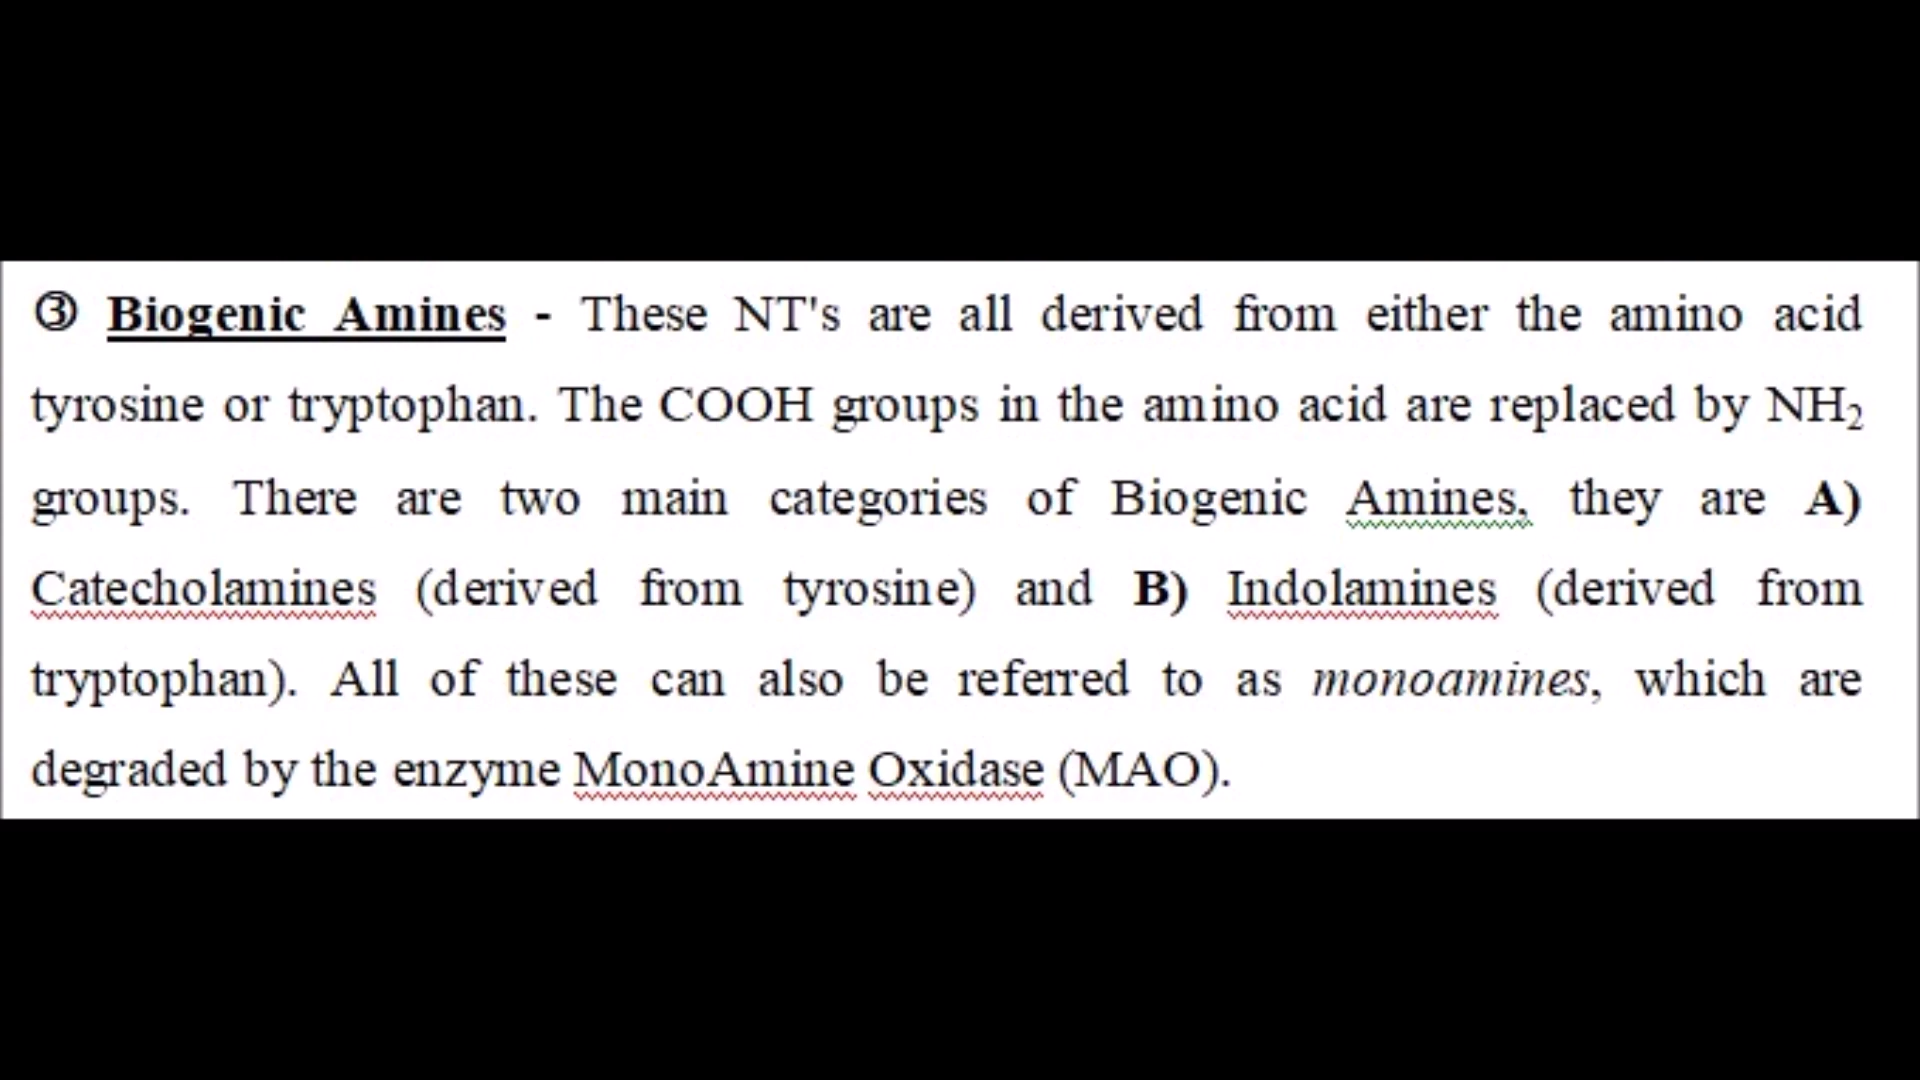 ③ Biogenic Amines - These NT's are all derived from either the amino acid
tyrosine or tryptophan. The COOH groups in the amino acid are replaced by NH₂
groups. There are two main categories of Biogenic Amines, they are A)
Catecholamines (derived from tyrosine) and B) Indolamines (derived from
tryptophan). All of these can also be referred to as monoamines, which are
degraded by the enzyme MonoAmine Oxidase (MAO).